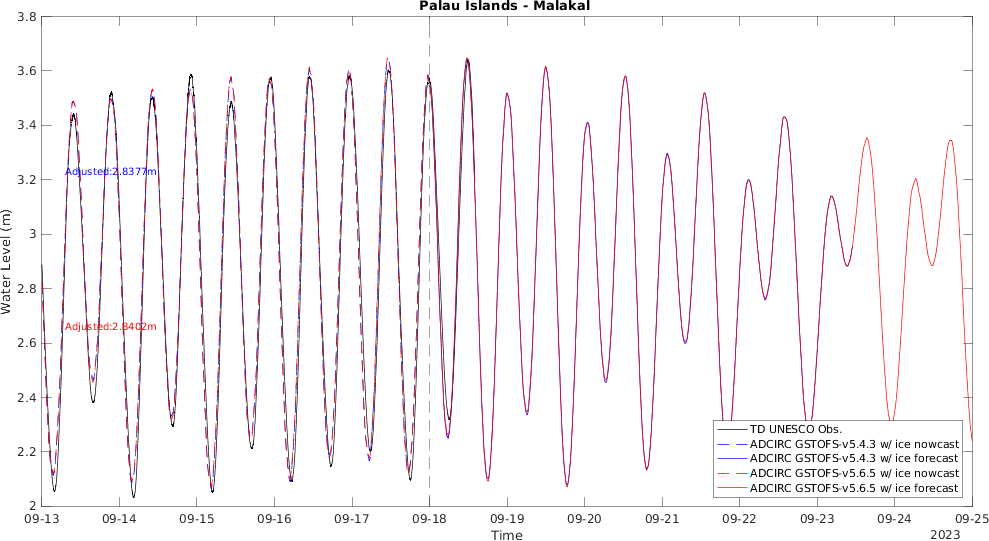 Palau Islands - Malakal
3.8
3.6
3.4
3.2
3
2.8
2.6
2.4
2.2
2
Water Level (m)
Adjusted:2.8377m
Adjusted:2.8402m
TD UNESCO Obs.
ADCIRC GSTOFS-v5.4.3 w/ ice nowcast
ADCIRC GSTOFS-v5.4.3 w/ ice forecast
ADCIRC GSTOFS-v5.6.5 w/ ice nowcast
ADCIRC GSTOFS-v5.6.5 w/ ice forecast
09-13 09-14 09-15 09-16 09-17 09-18 09-19 09-20 09-21 09-22 09-23 09-24 09-25
Time
2023